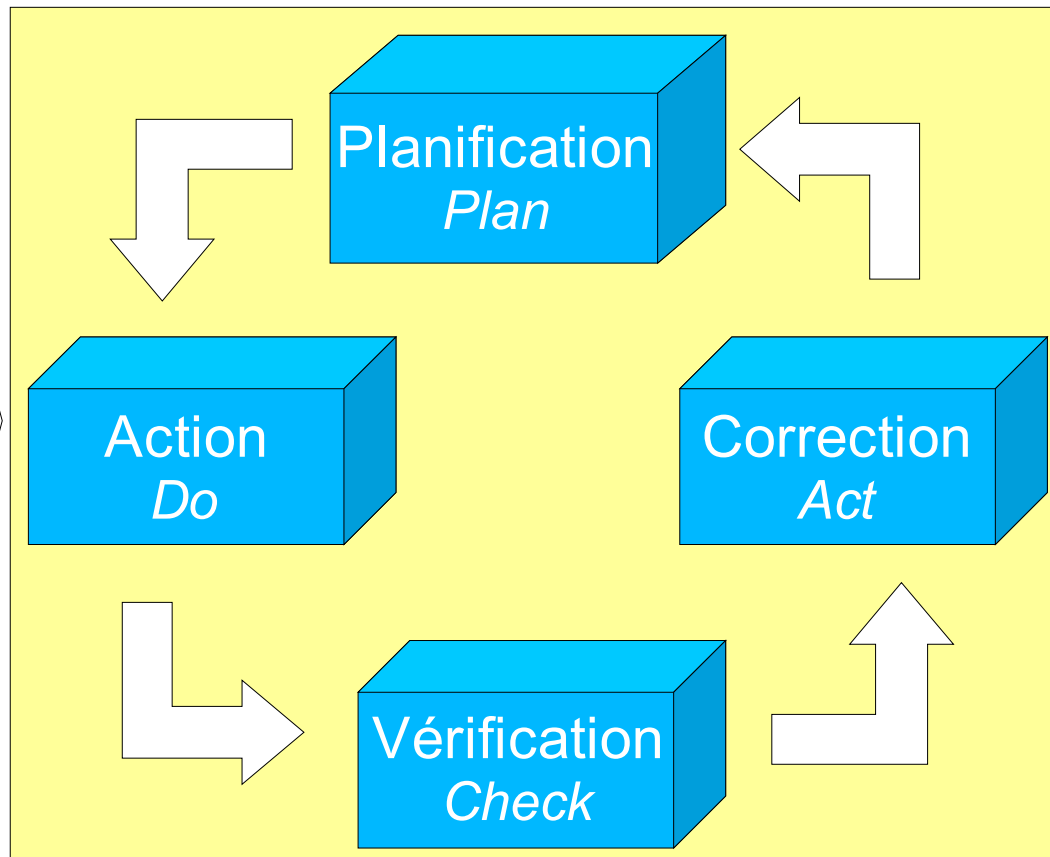 Planification
Plan
Action
Do
Correction
Act
Vérification
Check